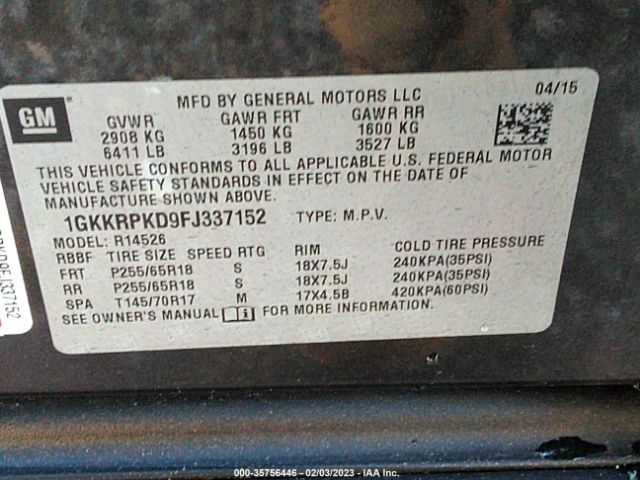 GM
MFD BY GENERAL MOTORS LLC
04/15
GVWR GAWR FRT GAWR RR
2908 KG 1450 KG 1600 KG
6411 LB 3196 LB 3527 LB
THIS VEHICLE CONFORMS TO ALL APPLICABLE U.S. FEDERAL MOTOR
VEHICLE SAFETY STANDARDS IN EFFECT ON THE DATE OF
MANUFACTURE SHOWN ABOVE.
1GKKRPKD9FJ337152 TYPE: M.P.V.
MODEL: R14526
RBBF TIRE SIZE SPEED RTG RIM COLD TIRE PRESSURE
FRT P255/65R18 S 18X7.5J 240KPA(35PSI)
RR P255/65R18 S 18X7.5J 240KPA(35PSI)
SPA T145/70R17 M 17X4.5B 420KPA(60PSI)
SEE OWNER'S MANUAL FOR MORE INFORMATION.
000-35756446 - 02/03/2023 - IAA Inc.